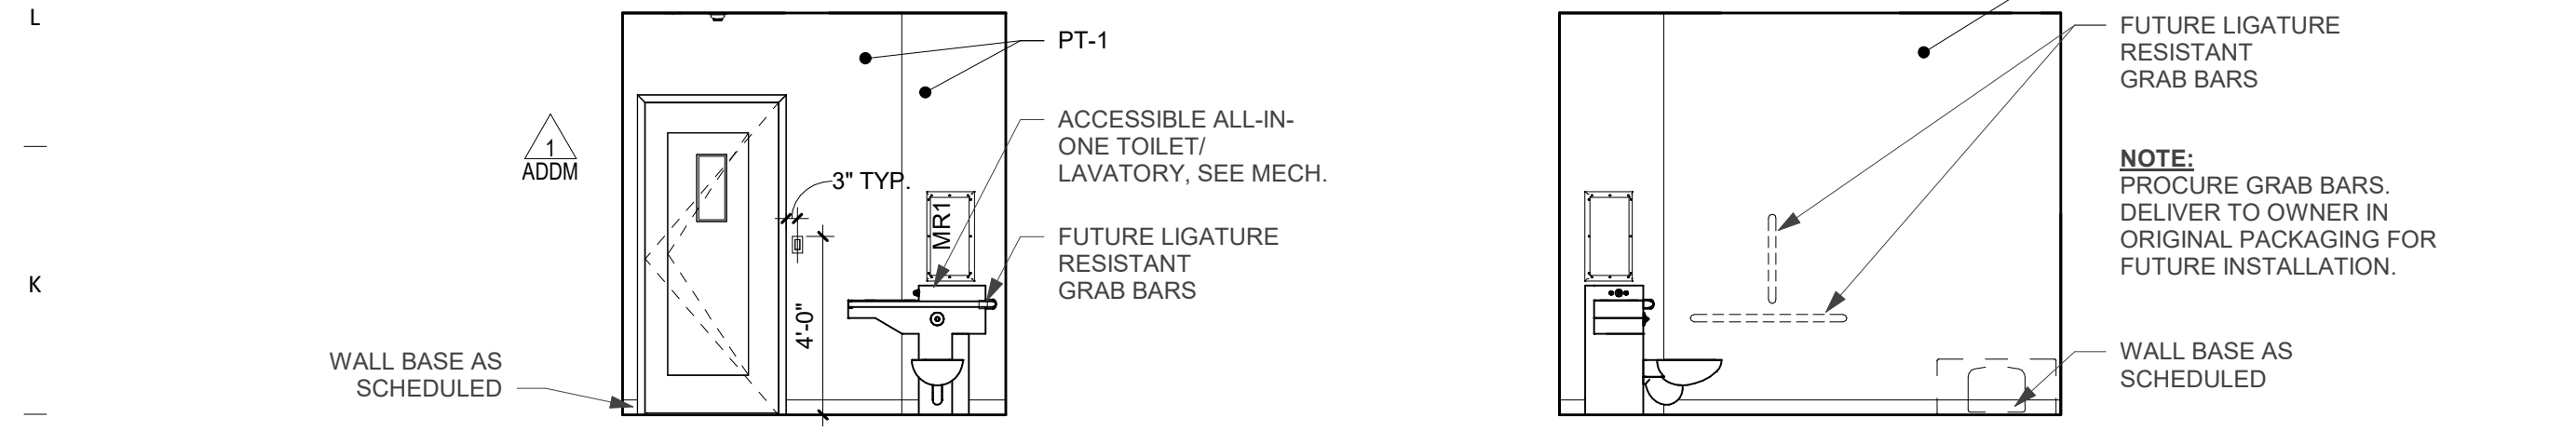 L
K
1
ADDM
WALL BASE AS
SCHEDULED
3" TYP.
4'-0"
MR1
PT-1
ACCESSIBLE ALL-IN-
ONE TOILET/
LAVATORY, SEE MECH.
FUTURE LIGATURE
RESISTANT
GRAB BARS
FUTURE LIGATURE
RESISTANT
GRAB BARS
NOTE:
PROCURE GRAB BARS.
DELIVER TO OWNER IN
ORIGINAL PACKAGING FOR
FUTURE INSTALLATION.
WALL BASE AS
SCHEDULED